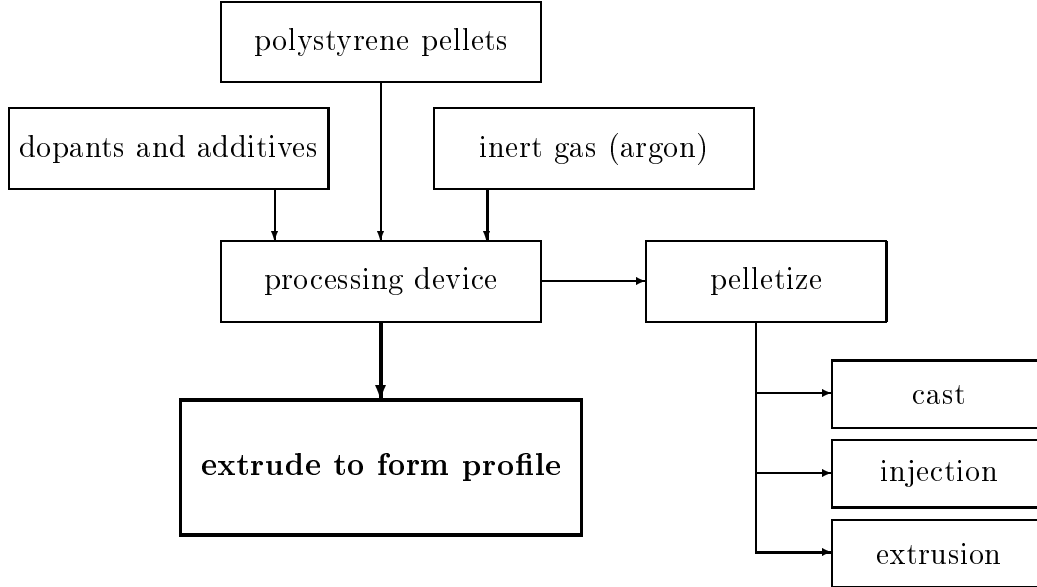 polystyrene pellets
dopants and additives
inert gas (argon)
processing device
pelletize
cast
extrude to form profile
injection
extrusion